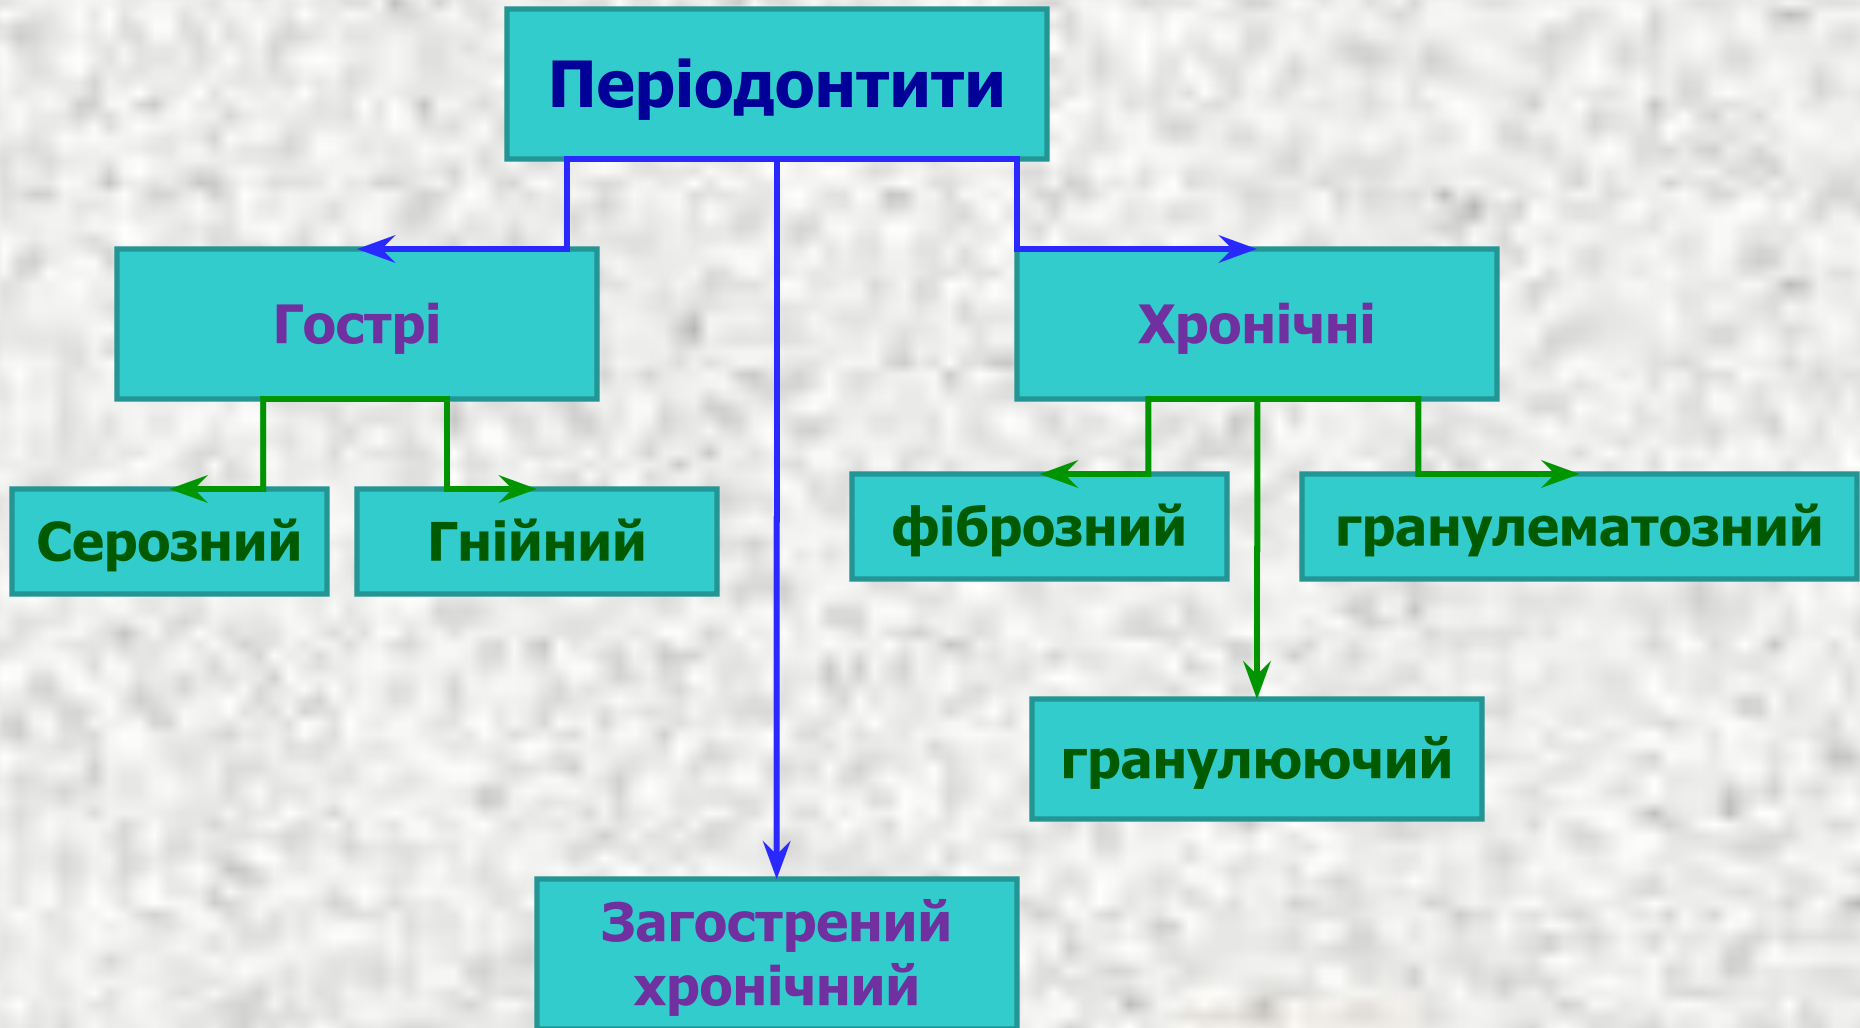 Періодонтити
Гострі
Хронічні
Серозний
Гнійний
фіброзний
гранулематозний
гранулюючий
Загострений
хронічний